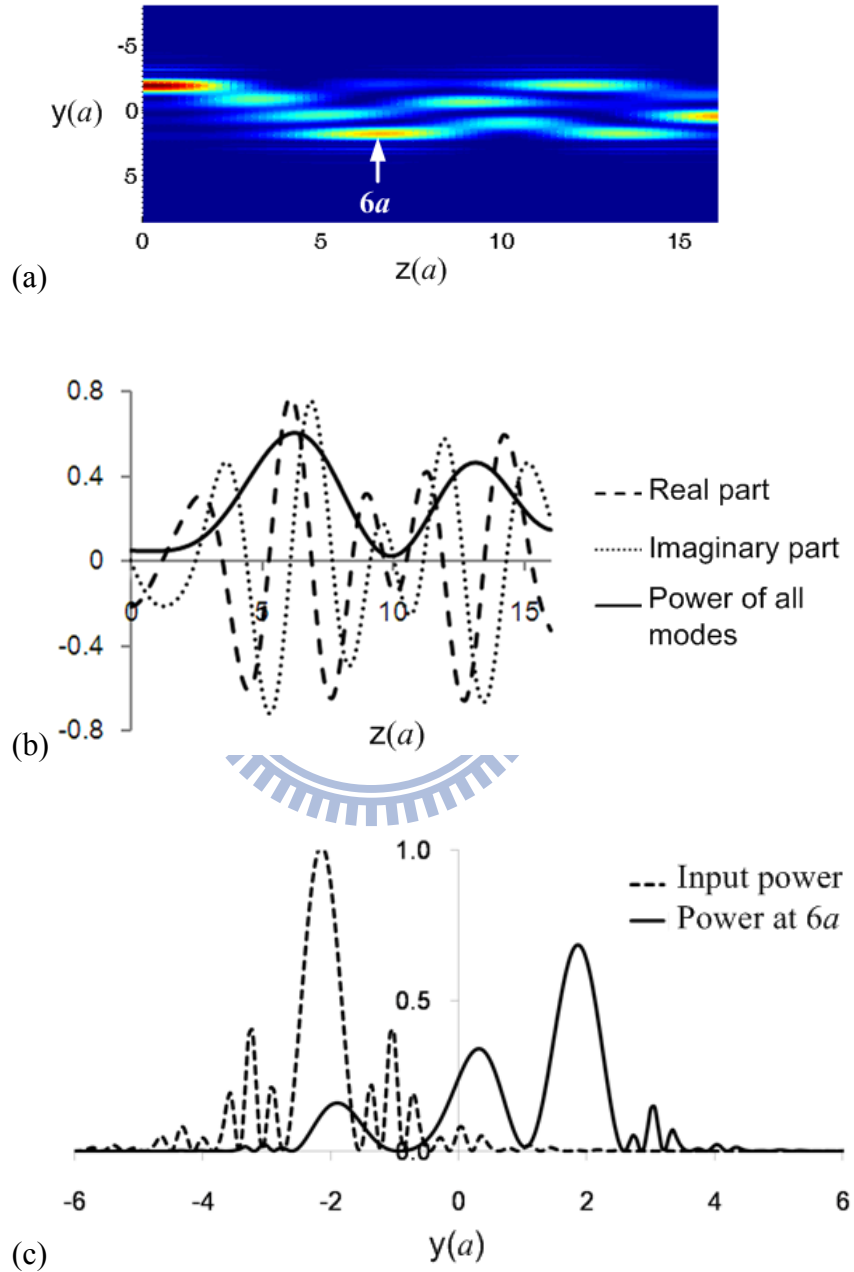 -5
y(a) 0
5
6a
0 5 10 15
z(a)
(a)
0.8
0.4
0
-0.4
-0.8
0 5 10 15
z(a)
Real part
Imaginary part
Power of all
modes
(b)
1.0
0.5
0.0
Input power
Power at 6a
-6 -4 -2 0 2 4 6
y(a)
(c)